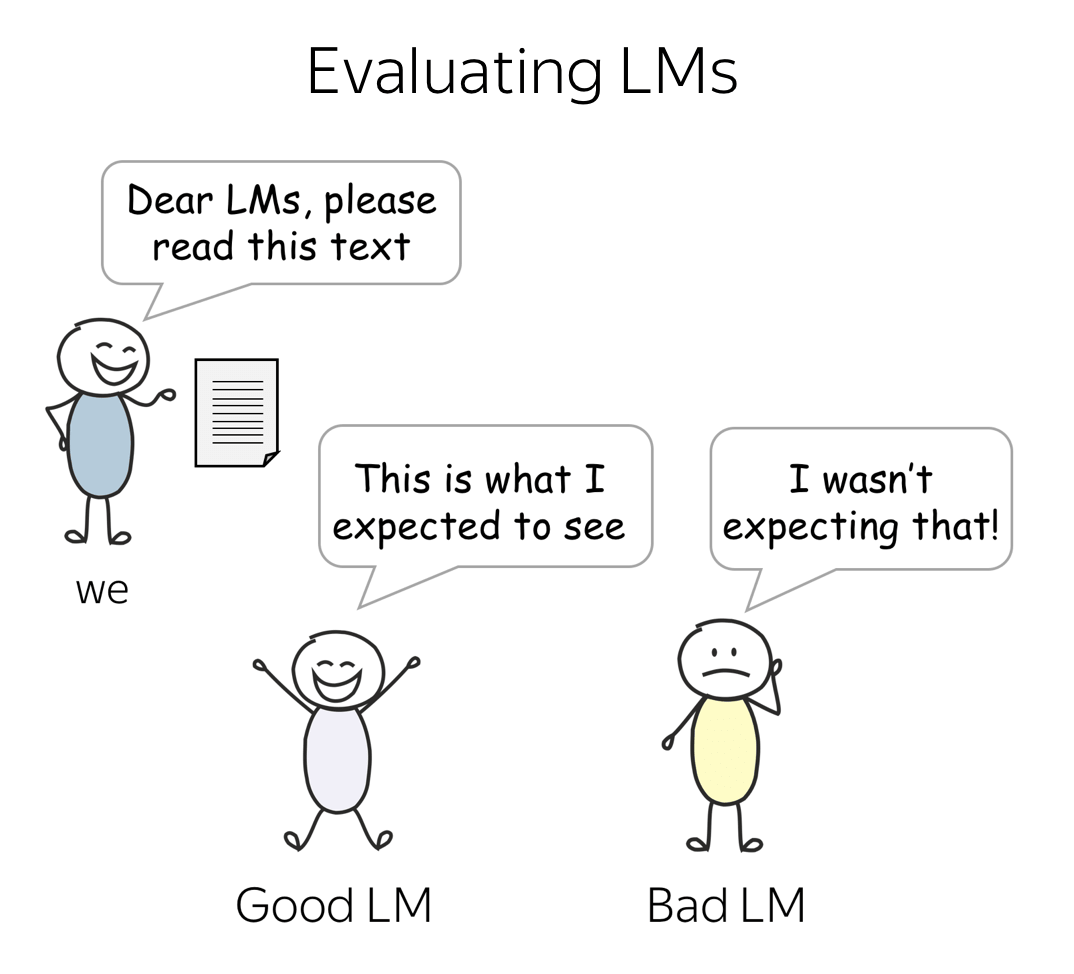 Evaluating LMs
Dear LMs, please
read this text
we
This is what I
expected to see
I wasn't
expecting that!
Good LM
Bad LM